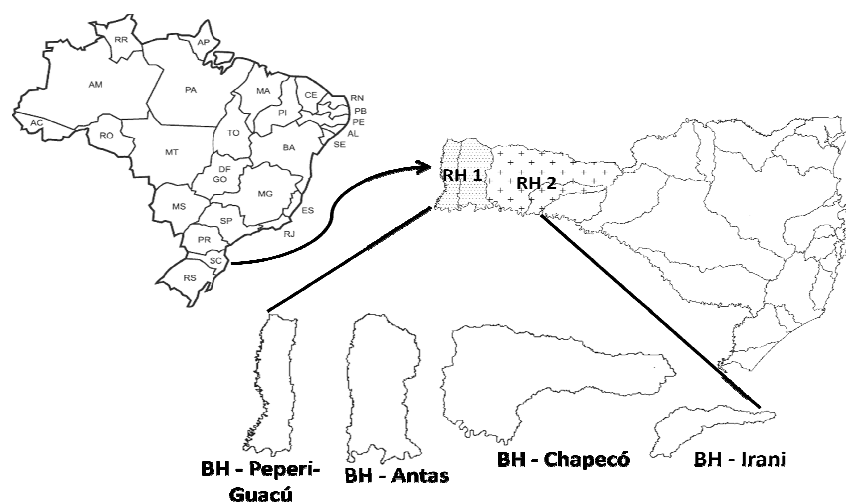 RR
AP
AM
PA
MA
CE
RN
PB
PE
AL
SE
PI
AC
RO
TO
BA
MT
DF
GO
MG
ES
MS
SP
RJ
PR
SC
RS
RH 1
RH 2
BH - Peperi-
Guacú
BH - Antas
BH - Chapecó
BH - Irani